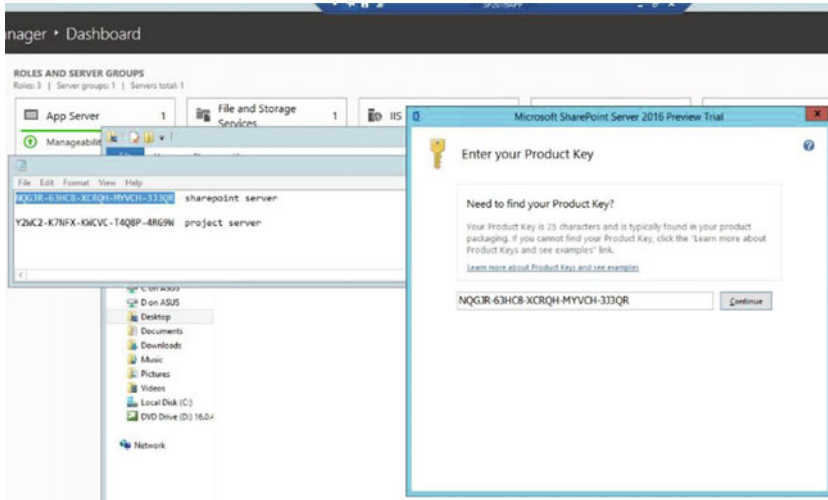 SP2016APP
nager • Dashboard
ROLES AND SERVER GROUPS
Roles: 3 | Server groups: 1 | Servers total: 1
App Server 1
File and Storage Services 1
IIS
Manageabilit
File Edit Format View Help
NQGJR-63HC8-XCRQH-MYVCH-3J3QR sharepoint server
Y2WC2-K7NFX-KWCVC-T4Q8P-4RG9W project server
C on ASUS
D on ASUS
Desktop
Documents
Downloads
Music
Pictures
Videos
Local Disk (C:)
DVD Drive (D:) 16.0.4
Network
Microsoft SharePoint Server 2016 Preview Trial
Enter your Product Key
Need to find your Product Key?
Your Product Key is 25 characters and is typically found in your product
packaging. If you cannot find your Product Key, click the "Learn more about
Product Keys and see examples" link.
Learn more about Product Keys and see examples
NQGJR-63HC8-XCRQH-MYVCH-3J3QR
Continue